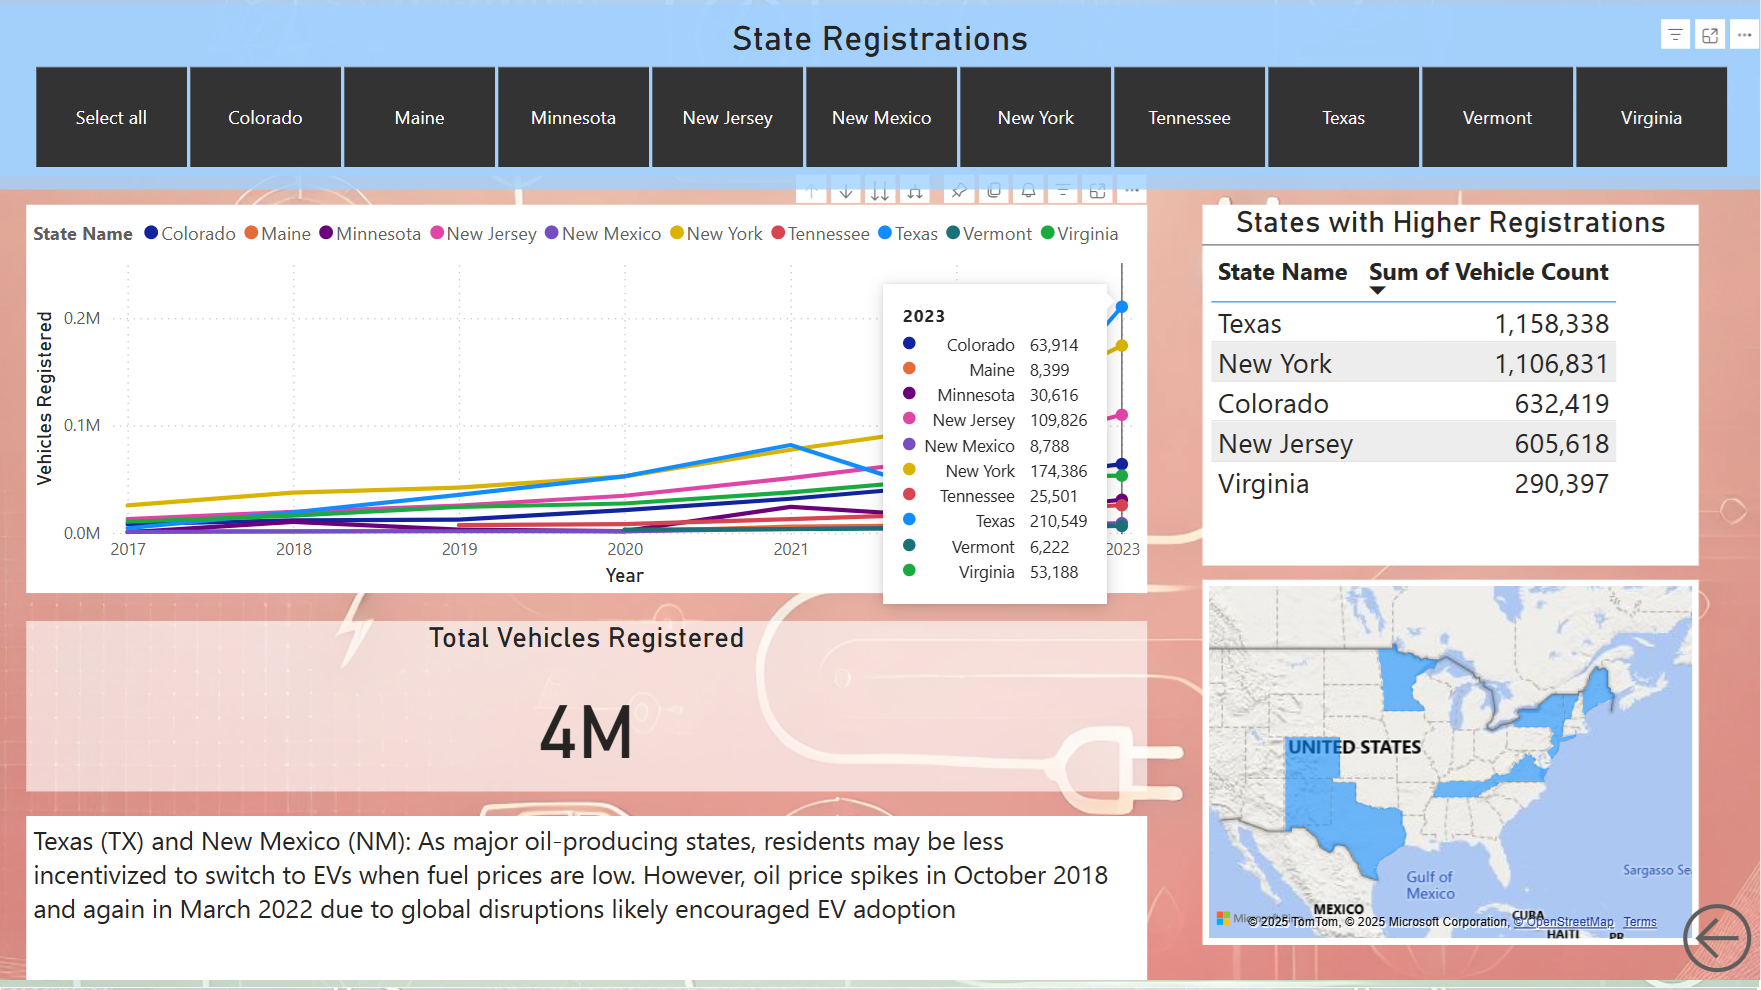 State Registrations
Select all
Colorado
Maine
Minnesota
New Jersey
New Mexico
New York
Tennessee
Texas
Vermont
Virginia
State Name Colorado Maine Minnesota New Jersey New Mexico New York Tennessee Texas Vermont Virginia
Vehicles Registered
0.2M
0.1M
0.0M
2017 2018 2019 2020 2021 2023
Year
2023
Colorado 63,914
Maine 8,399
Minnesota 30,616
New Jersey 109,826
New Mexico 8,788
New York 174,386
Tennessee 25,501
Texas 210,549
Vermont 6,222
Virginia 53,188
States with Higher Registrations
State Name Sum of Vehicle Count
Texas 1,158,338
New York 1,106,831
Colorado 632,419
New Jersey 605,618
Virginia 290,397
Total Vehicles Registered
4M
Texas (TX) and New Mexico (NM): As major oil-producing states, residents may be less
incentivized to switch to EVs when fuel prices are low. However, oil price spikes in October 2018
and again in March 2022 due to global disruptions likely encouraged EV adoption
UNITED STATES
Gulf of
Mexico
Sargasso Se
MEXICO
CUBA
HAITI
PR
© 2025 TomTom, © 2025 Microsoft Corporation, © OpenStreetMap Terms